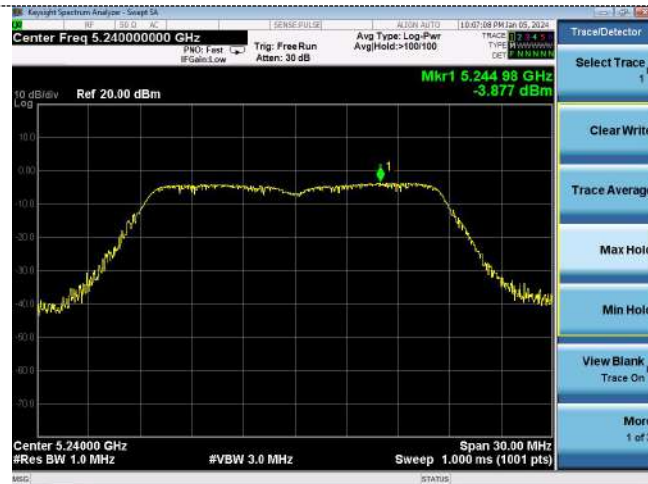 Keysight Spectrum Analyzer - Swept SA
RF 50 Ω AC SENSE:PULSE ALIGN AUTO 10:07:08 PM Jan 05, 2024
Center Freq 5.240000000 GHz
PNO: Fast
IFGain:Low
Trig: Free Run
Atten: 30 dB
Avg Type: Log-Pwr
Avg|Hold:>100/100
TRACE 1 2 3 4 5
TYPE M WWWWW
DET P N N N N N
Mkr1 5.244 98 GHz
-3.877 dBm
10 dB/div Ref 20.00 dBm
Log
10.0
0.00
1
-10.0
-20.0
-30.0
-40.0
-50.0
-60.0
-70.0
Center 5.24000 GHz
Span 30.00 MHz
#Res BW 1.0 MHz
#VBW 3.0 MHz
Sweep 1.000 ms (1001 pts)
MSG
STATUS
Trace/Detector
Select Trace
1
Clear Write
Trace Average
Max Hold
Min Hold
View Blank
Trace On
More
1 of